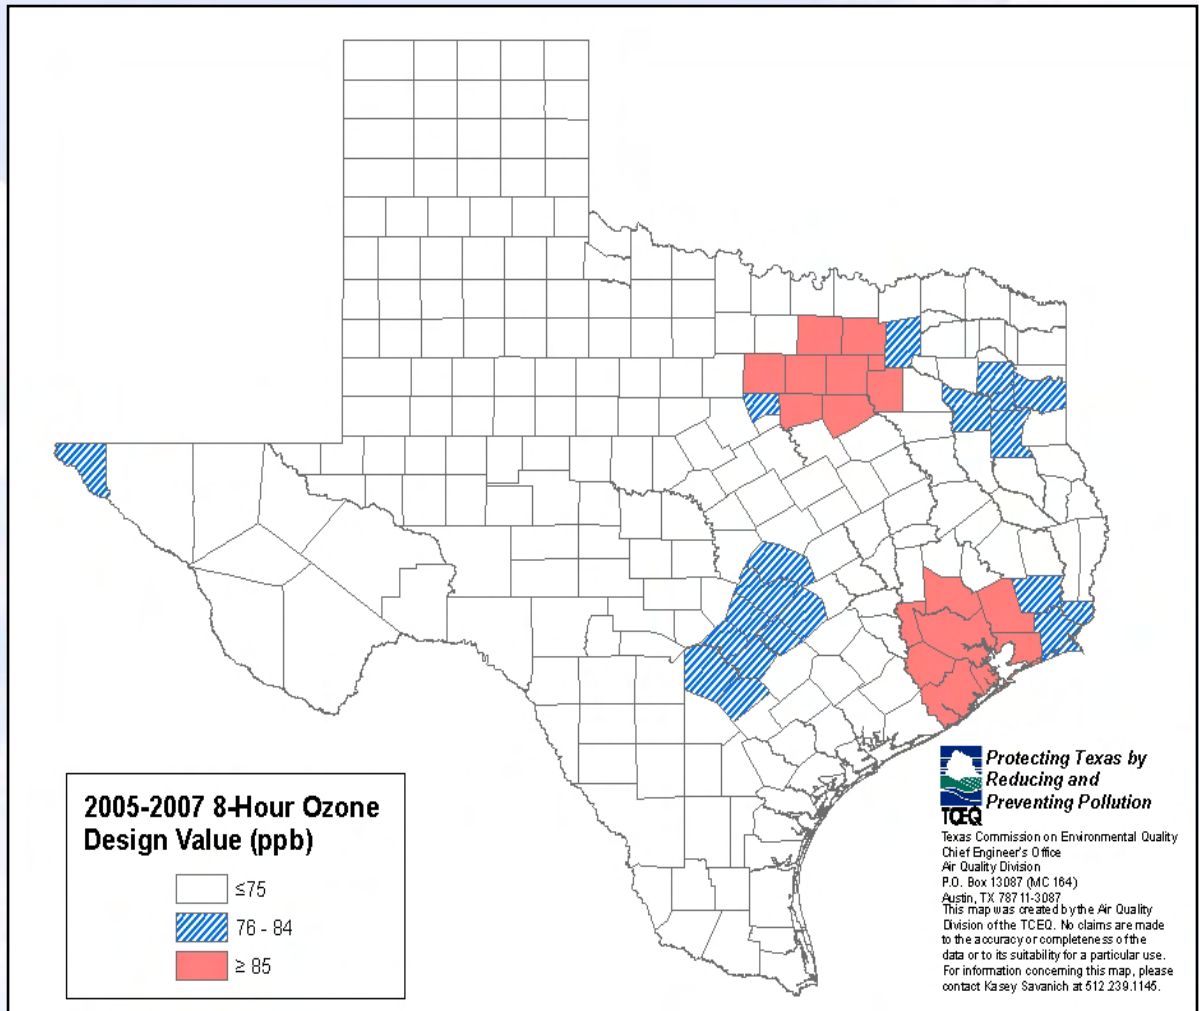 2005-2007 8-Hour Ozone
Design Value (ppb)
≤75
76 - 84
≥ 85
Protecting Texas by
Reducing and
Preventing Pollution
TCEQ
Texas Commission on Environmental Quality
Chief Engineer's Office
Air Quality Division
P.O. Box 13087 (MC 164)
Austin, TX 78711-3087
This map was created by the Air Quality
Division of the TCEQ. No claims are made
to the accuracy or completeness of the
data or to its suitability for a particular use.
For information concerning this map, please
contact Kasey Savanich at 512.239.1145.